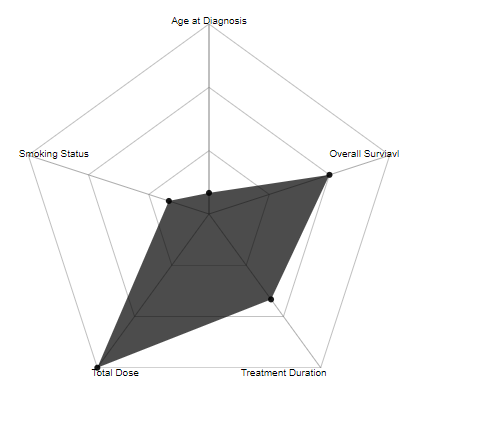 Age at Diagnosis
Smoking Status
Overall Surviavl
Total Dose
Treatment Duration